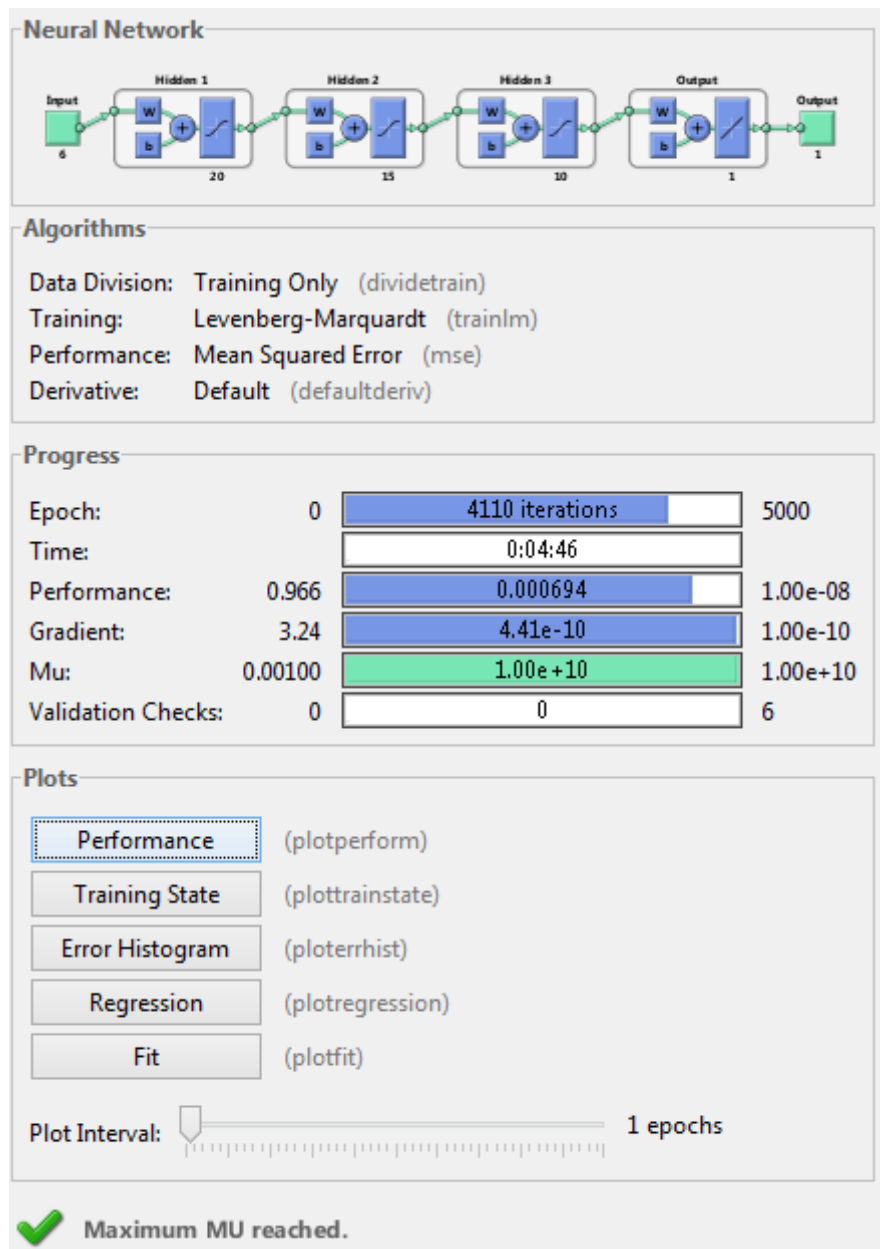 Neural Network
Hidden 1 Hidden 2 Hidden 3 Output
Input Output
W W W W
+ + + +
b b b b
6 1
20 15 10 1
Algorithms
Data Division: Training Only (dividetrain)
Training: Levenberg-Marquardt (trainlm)
Performance: Mean Squared Error (mse)
Derivative: Default (defaultderiv)
Progress
Epoch: 0 4110 iterations 5000
Time: 0:04:46
Performance: 0.966 0.000694 1.00e-08
Gradient: 3.24 4.41e-10 1.00e-10
Mu: 0.00100 1.00e+10 1.00e+10
Validation Checks: 0 0 6
Plots
Performance (plotperform)
Training State (plottrainstate)
Error Histogram (ploterrhist)
Regression (plotregression)
Fit (plotfit)
Plot Interval: 1 epochs
Maximum MU reached.